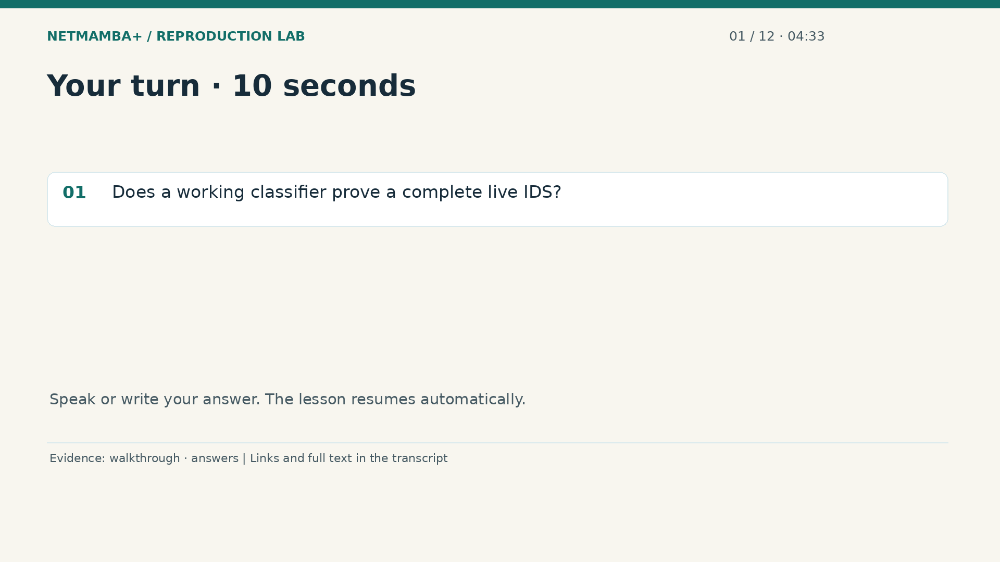 NETMAMBA+ / REPRODUCTION LAB
01 / 12 · 04:33
Your turn · 10 seconds
01 Does a working classifier prove a complete live IDS?
Speak or write your answer. The lesson resumes automatically.
Evidence: walkthrough · answers | Links and full text in the transcript